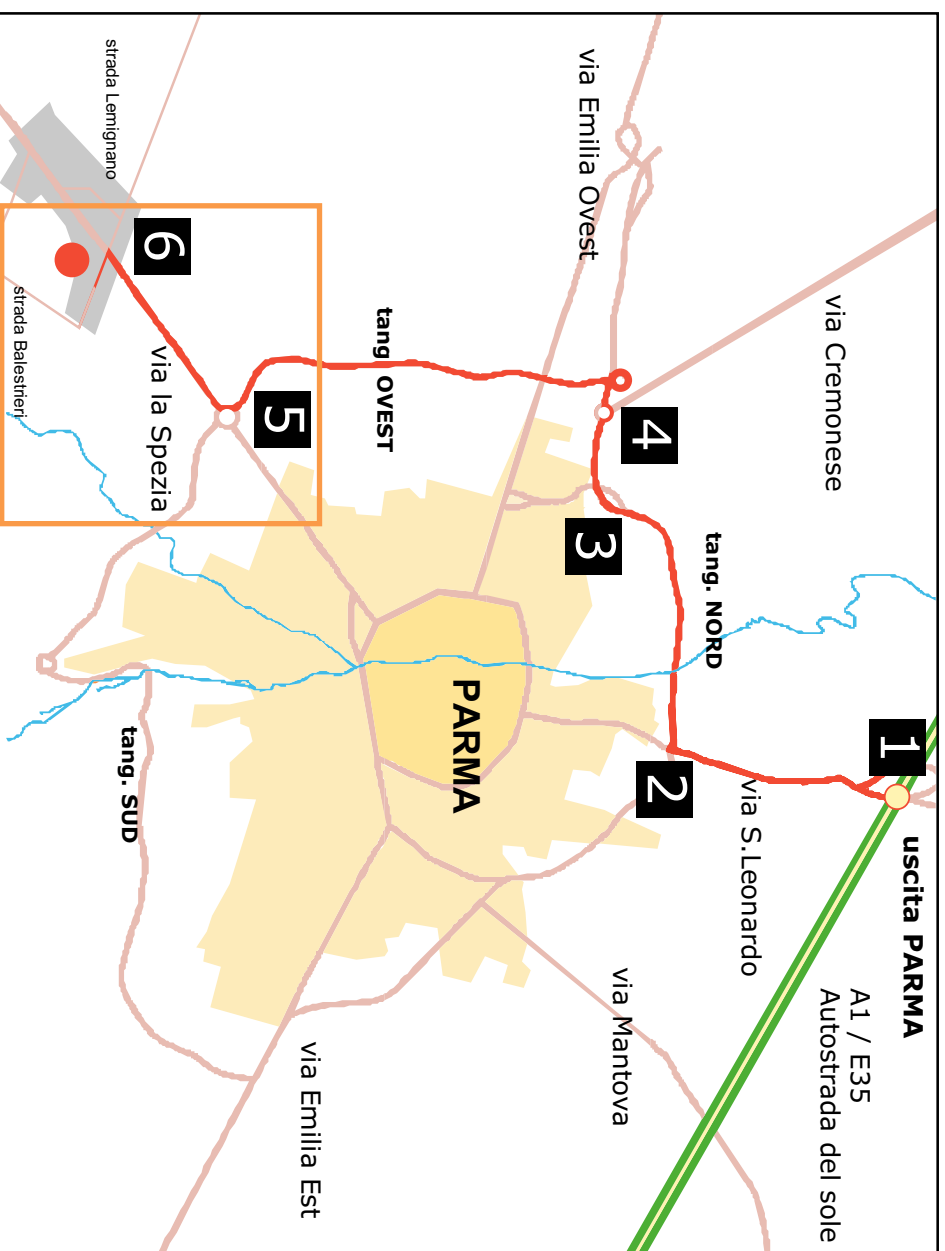 1
uscita PARMA
A1 / E35
Autostrada del sole
via Cremonese
via S.Leonardo
tang. NORD
2
4
via Mantova
3
via Emilia Ovest
PARMA
tang OVEST
via Emilia Est
5
6
via la Spezia
tang. SUD
strada Lemignano
strada Balestrieri